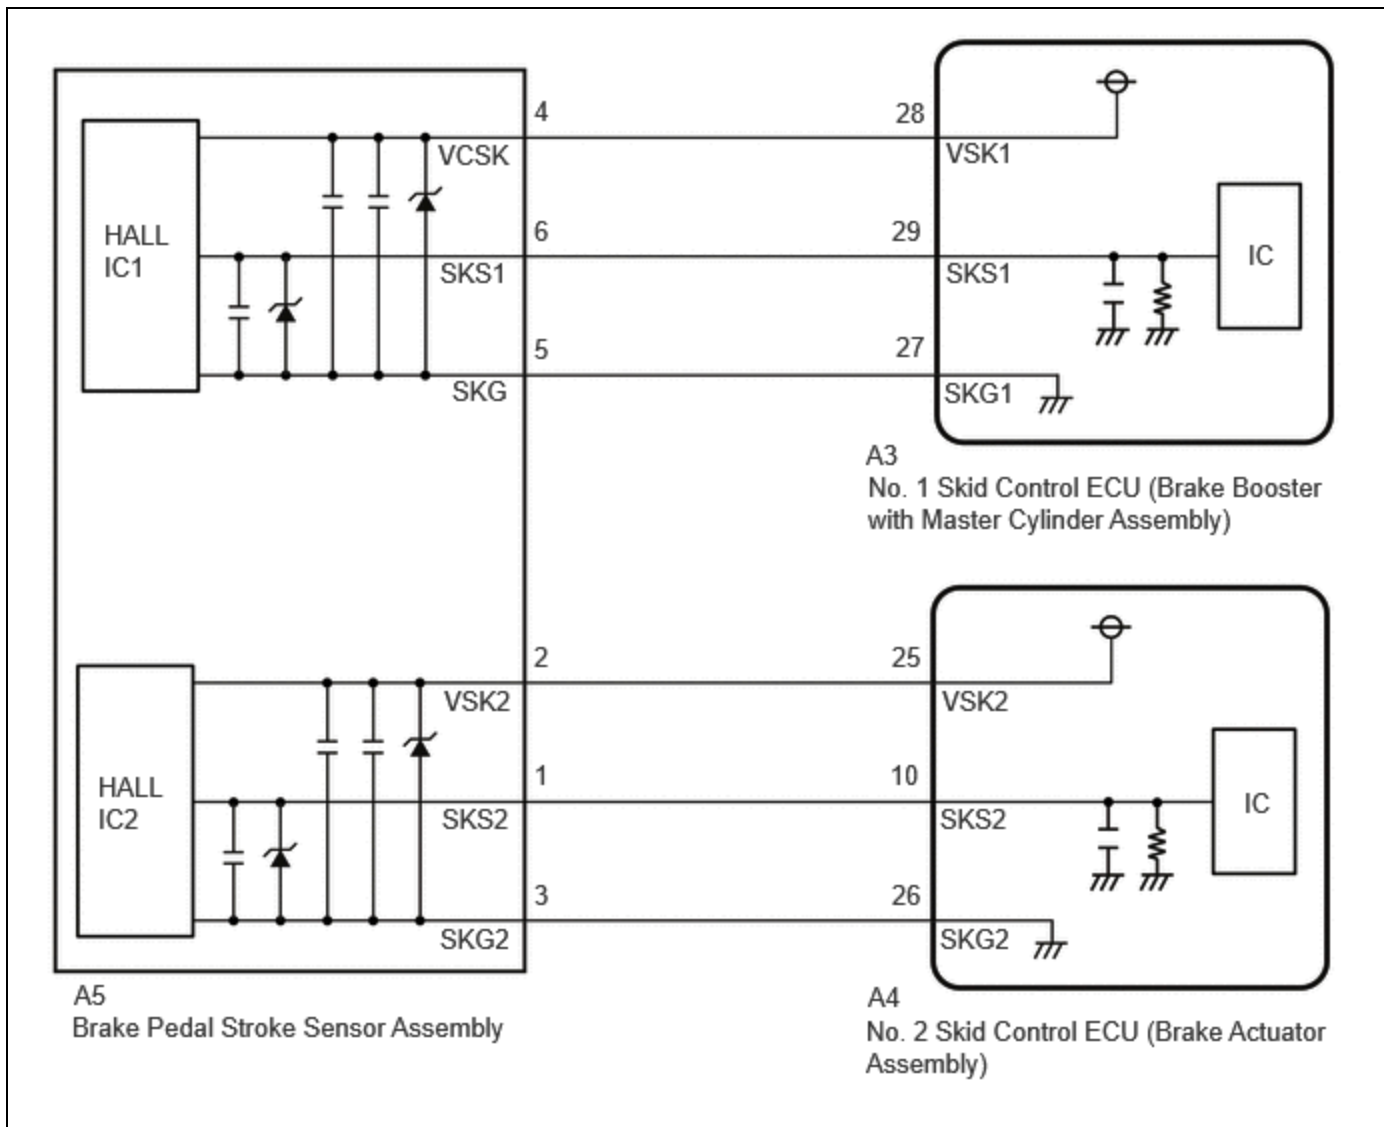 4
28
VCSK
VSK1
HALL
IC1
6
29
SKS1
SKS1
IC
5
27
SKG
SKG1
A3
No. 1 Skid Control ECU (Brake Booster
with Master Cylinder Assembly)
2
25
VSK2
VSK2
HALL
IC2
1
10
SKS2
SKS2
IC
3
26
SKG2
SKG2
A5
Brake Pedal Stroke Sensor Assembly
A4
No. 2 Skid Control ECU (Brake Actuator
Assembly)